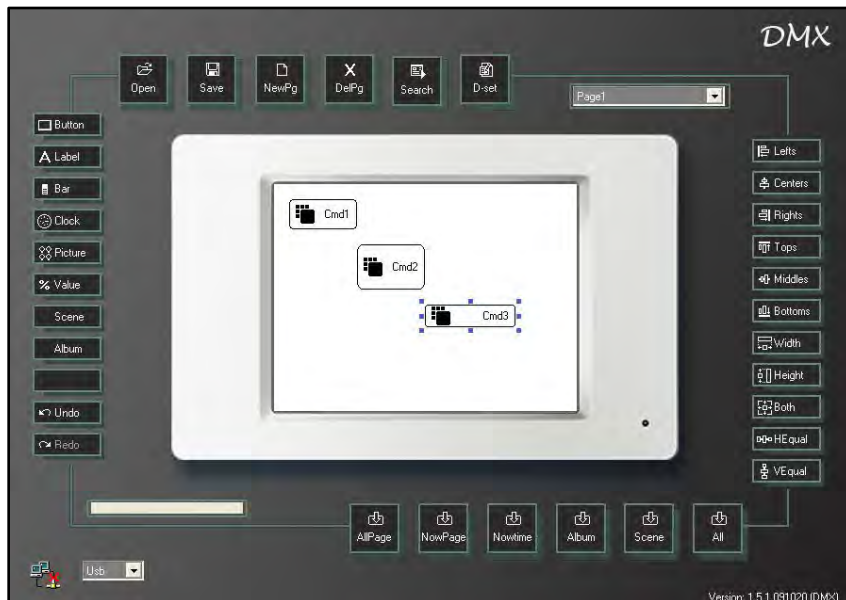 DMX
Open
Save
NewPg
DelPg
Search
D-set
Page1
Button
Label
Bar
Clock
Picture
Value
Scene
Album
Undo
Redo
Cmd1
Cmd2
Cmd3
Lefts
Centers
Rights
Tops
Middles
Bottoms
Width
Height
Both
HEqual
VEqual
AllPage
NowPage
Nowtime
Album
Scene
All
Usb
Version: 1.5.1.091020 (DMX)